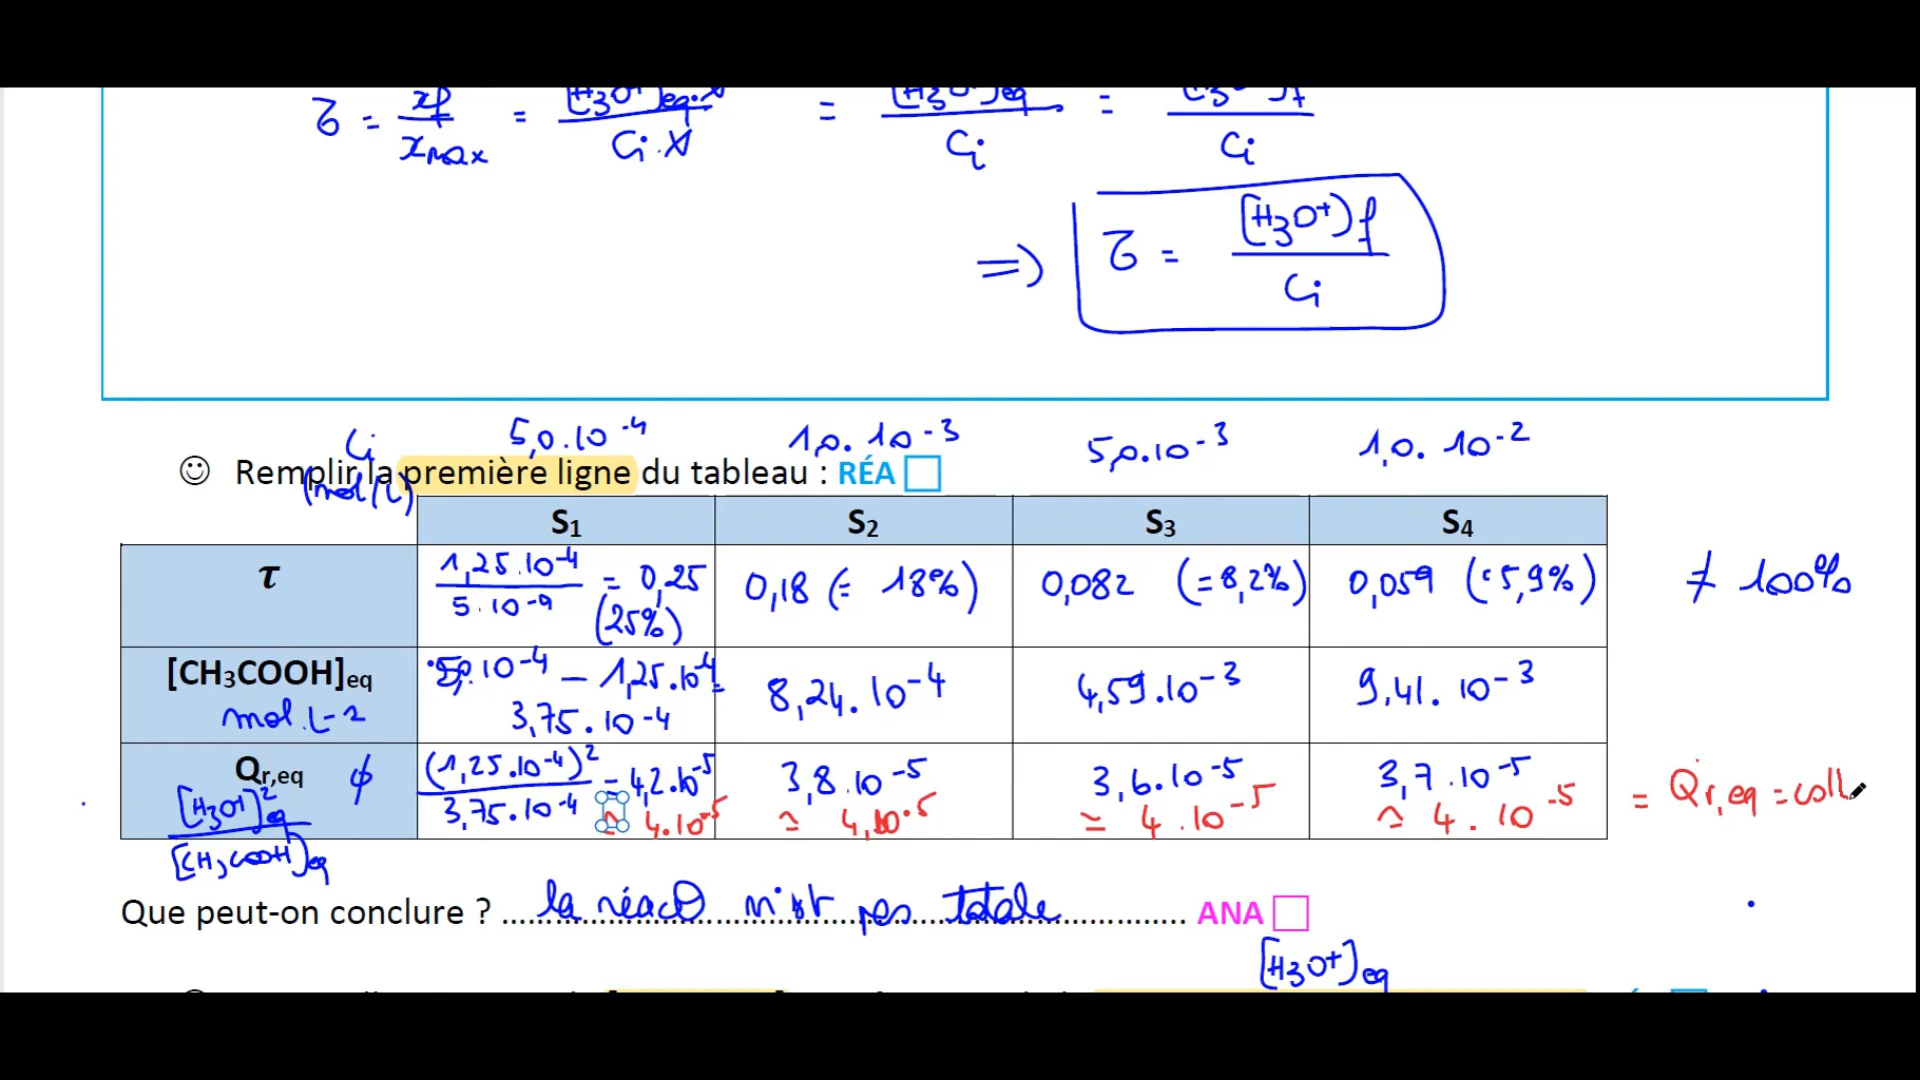 τ = xf / xmax = [H3O+]eq.V / Ci.V = [H3O+]eq / Ci = [H3O+]f / Ci
=> τ = [H3O+]f / Ci
Ci (mol/L) 5,0.10-4 1,0.10-3 5,0.10-3 1,0.10-2
☺ Remplir la première ligne du tableau : RÉA □
S1 S2 S3 S4
τ 1,25.10-4 / 5.10-4 = 0,25 (25%) 0,18 (= 18%) 0,082 (= 8,2%) 0,059 (= 5,9%) ≠ 100%
[CH3COOH]eq 5,0.10-4 – 1,25.10-4 = 3,75.10-4 8,24.10-4 4,59.10-3 9,41.10-3
mol.L-1
Qr,eq ϕ (1,25.10-4)2 / 3,75.10-4 = 4,2.10-5 3,8.10-5 3,6.10-5 3,7.10-5
≃ 4.10-5 ≃ 4.10-5 ≃ 4.10-5 ≃ 4.10-5 = Qr,eq =
[H3O+]2eq / [CH3COOH]eq
Que peut-on conclure ? la réac° n'est pas totale ANA □
[H3O+]eq